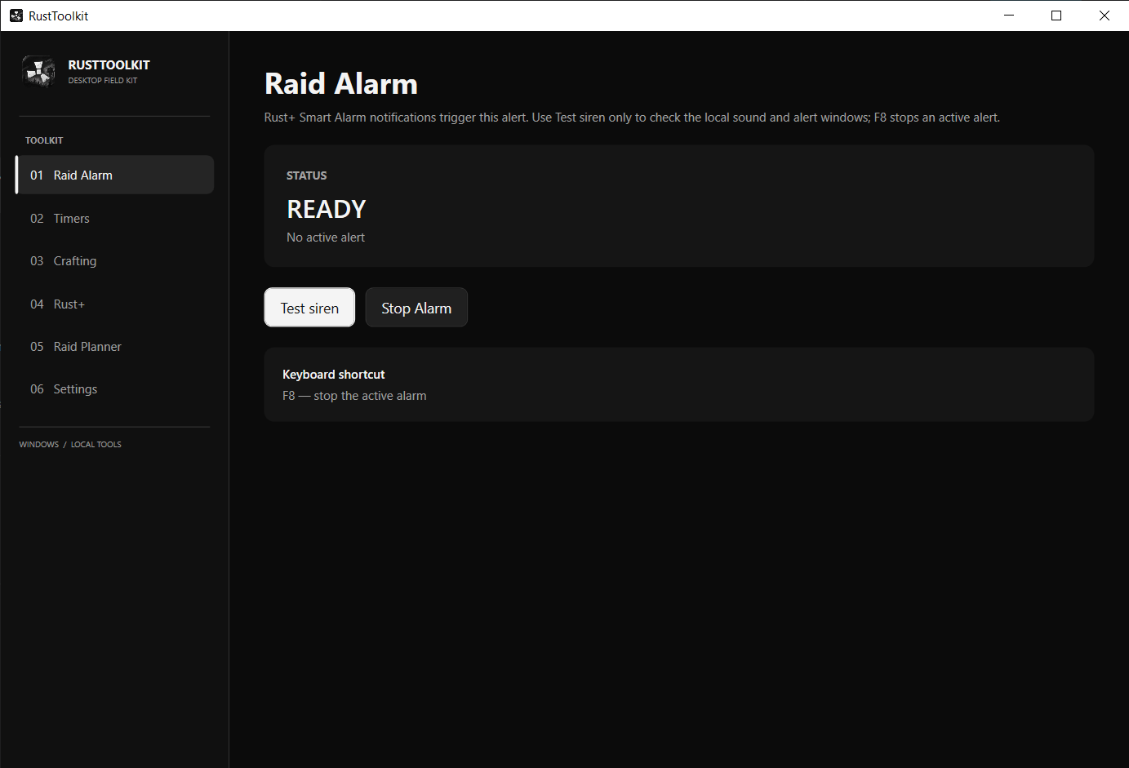 RustToolkit
RUSTTOOLKIT
DESKTOP FIELD KIT
TOOLKIT
01 Raid Alarm
02 Timers
03 Crafting
04 Rust+
05 Raid Planner
06 Settings
WINDOWS / LOCAL TOOLS
Raid Alarm
Rust+ Smart Alarm notifications trigger this alert. Use Test siren only to check the local sound and alert windows; F8 stops an active alert.
STATUS
READY
No active alert
Test siren
Stop Alarm
Keyboard shortcut
F8 — stop the active alarm